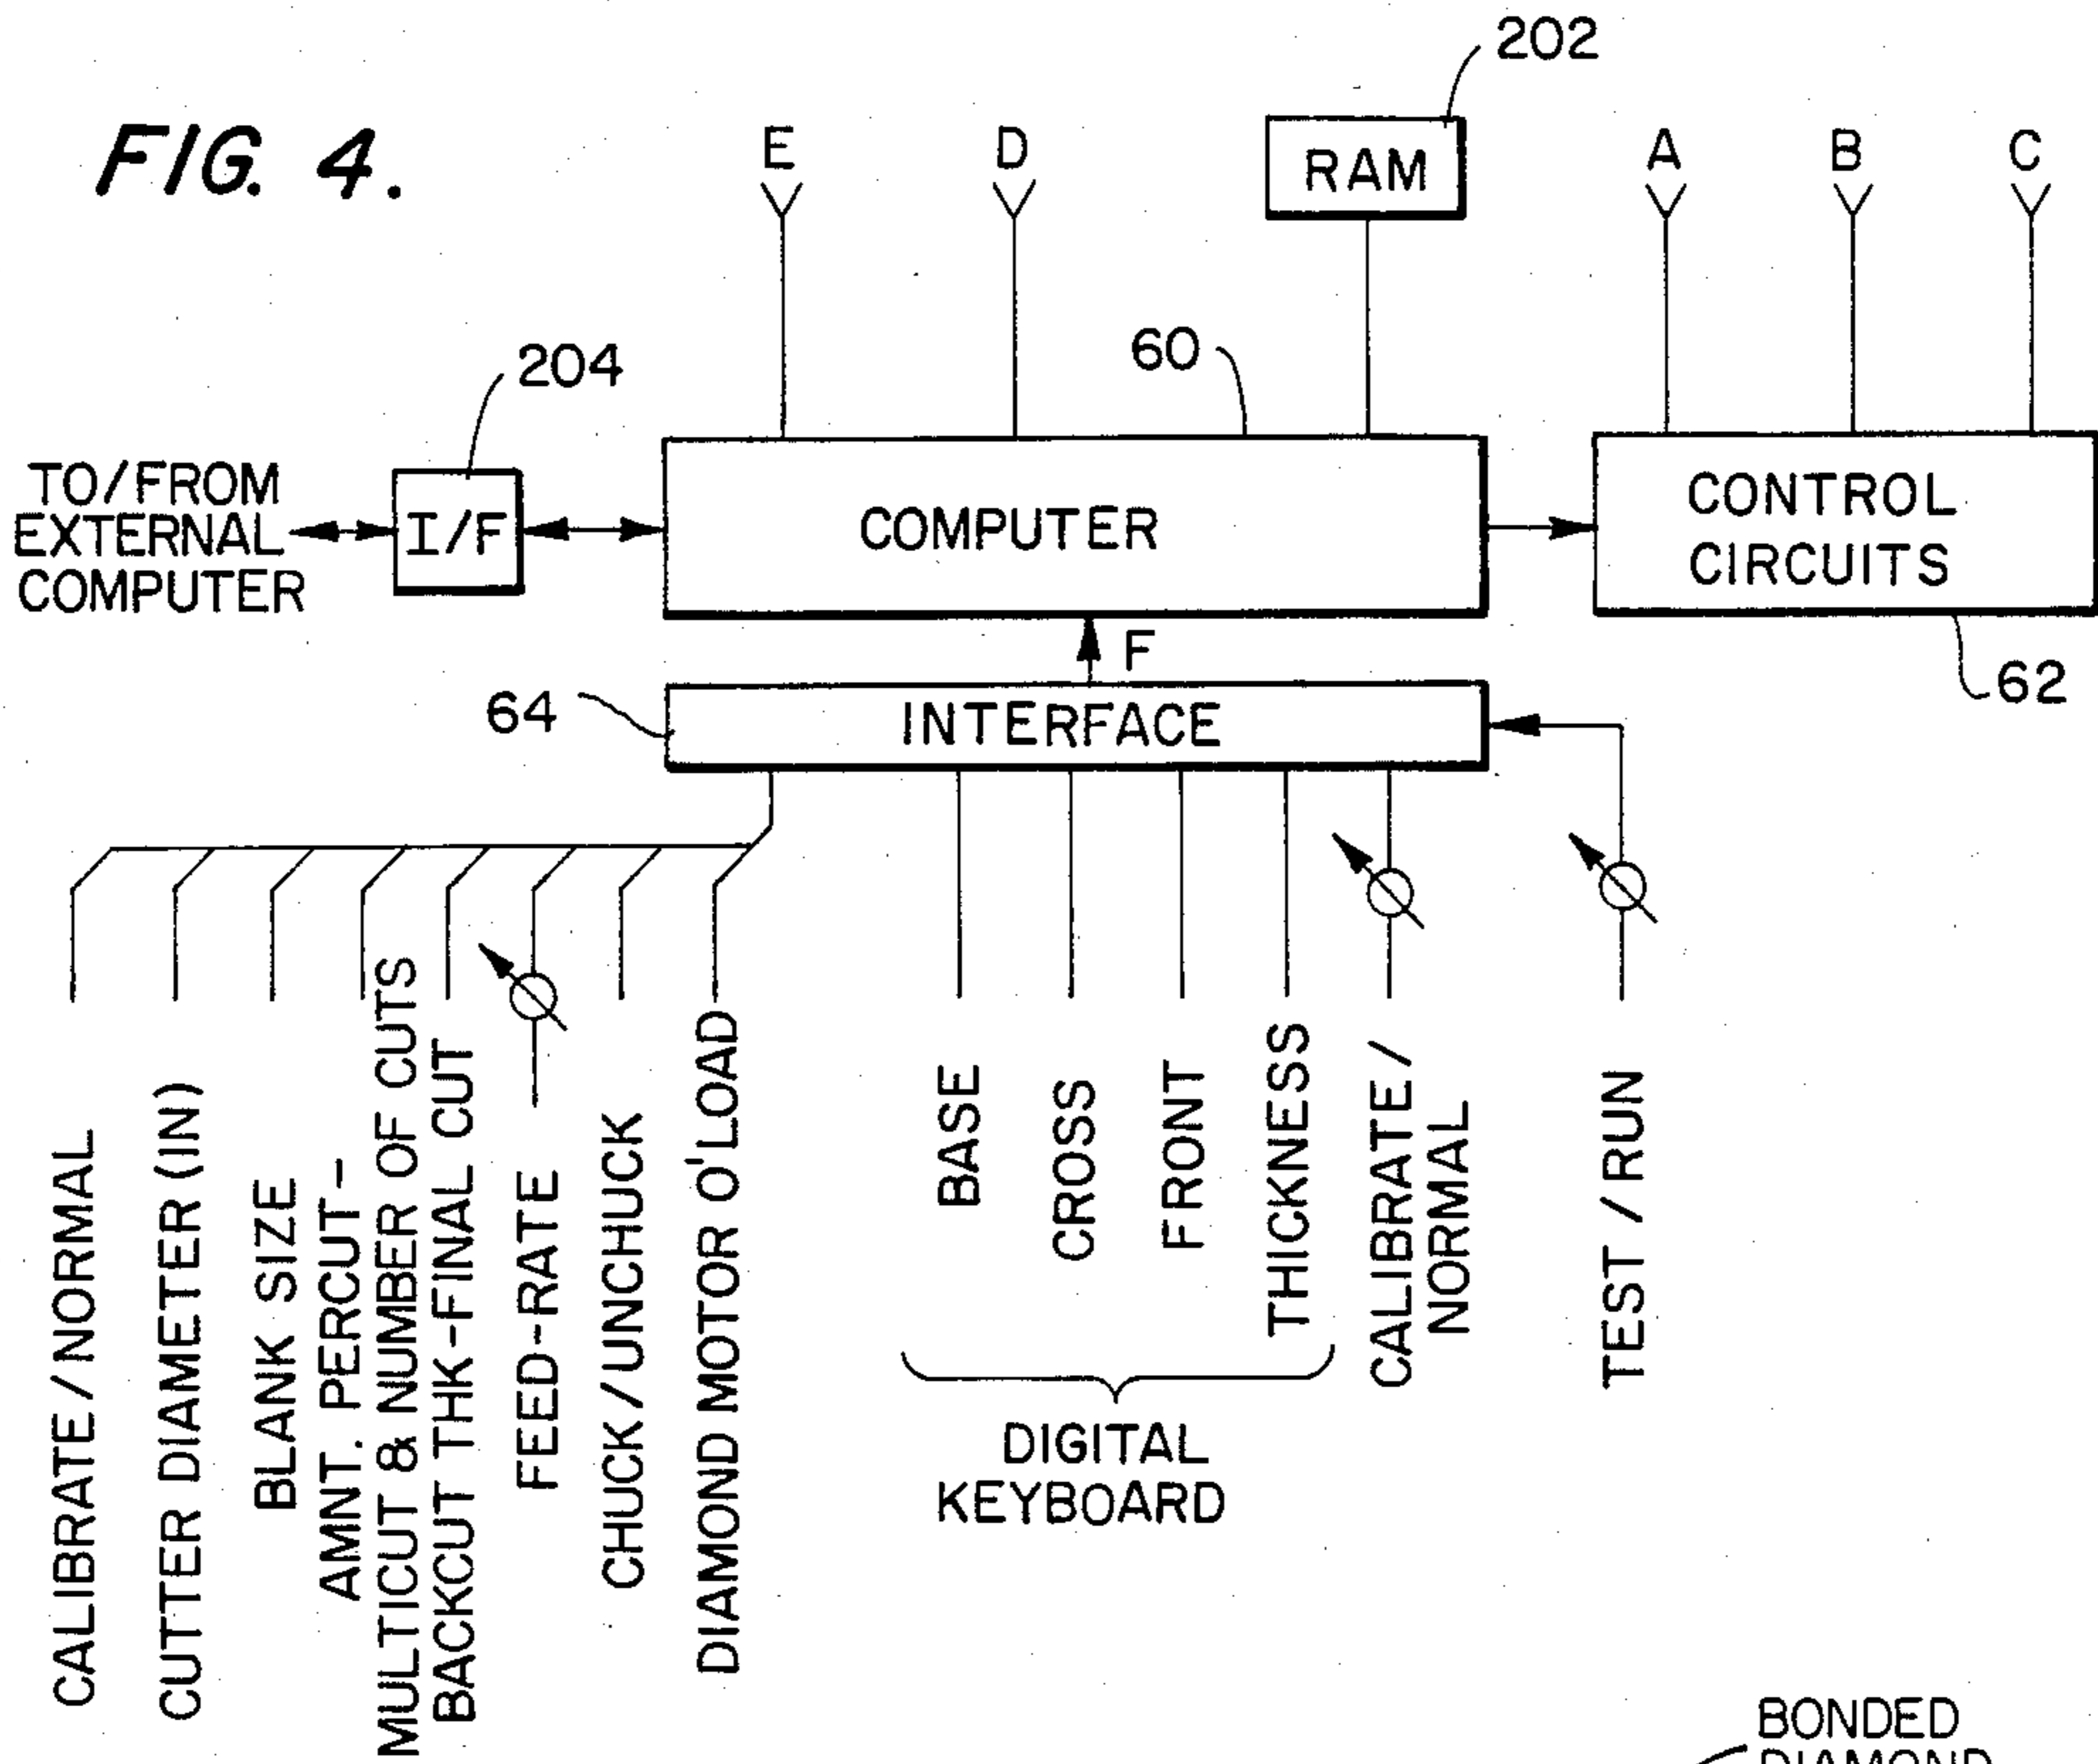 FIG. 4.
202
E
D
RAM
A
B
C
60
204
TO/FROM
EXTERNAL
COMPUTER
I/F
COMPUTER
CONTROL
CIRCUITS
F
62
64
INTERFACE
CALIBRATE/NORMAL
CUTTER DIAMETER (IN)
BLANK SIZE
AMNT. PERCUT-
MULTICUT & NUMBER OF CUTS
BACKCUT THK-FINAL CUT
FEED-RATE
CHUCK/UNCHUCK
DIAMOND MOTOR O'LOAD
BASE
CROSS
FRONT
THICKNESS
CALIBRATE/
NORMAL
TEST/RUN
DIGITAL
KEYBOARD
BONDED
DIAMOND